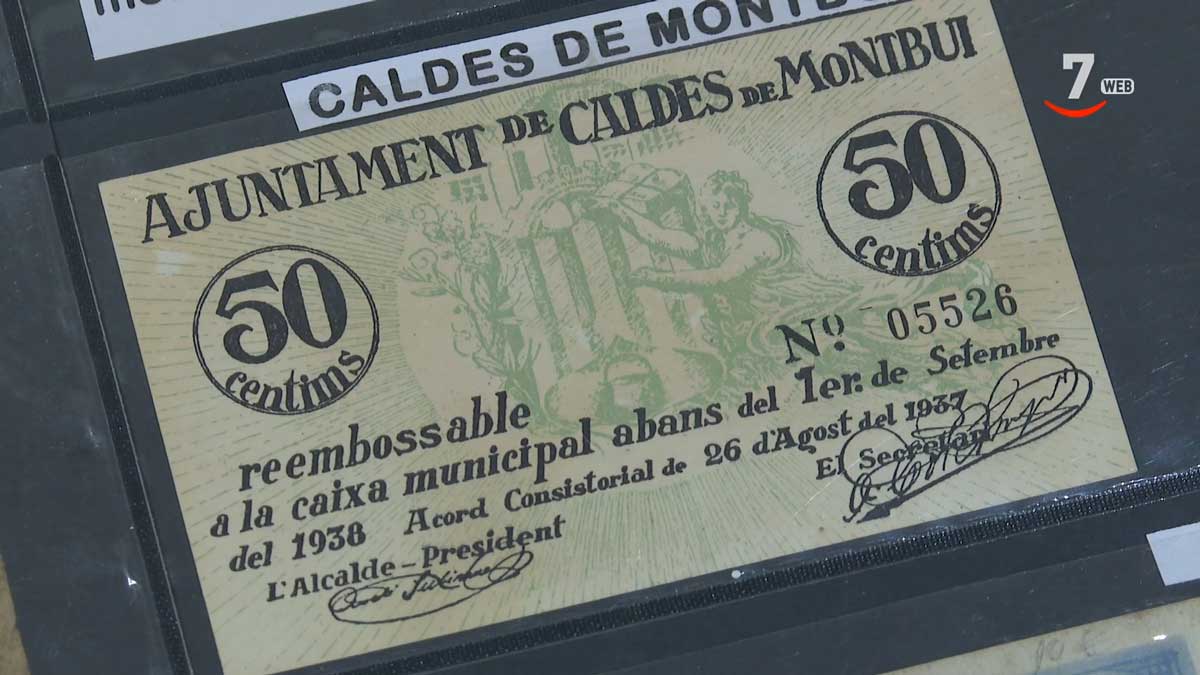 CALDES DE MONTBU
7 WEB
AJUNTAMENT DE CALDES DE MONTBUI
50 centims
50 centims
Nº 05526
reembossable
a la caixa municipal abans del 1er. de Setembre
del 1938 Acord Consistorial de 26 d'Agost del 1937
L'Alcalde-President
El Secretari